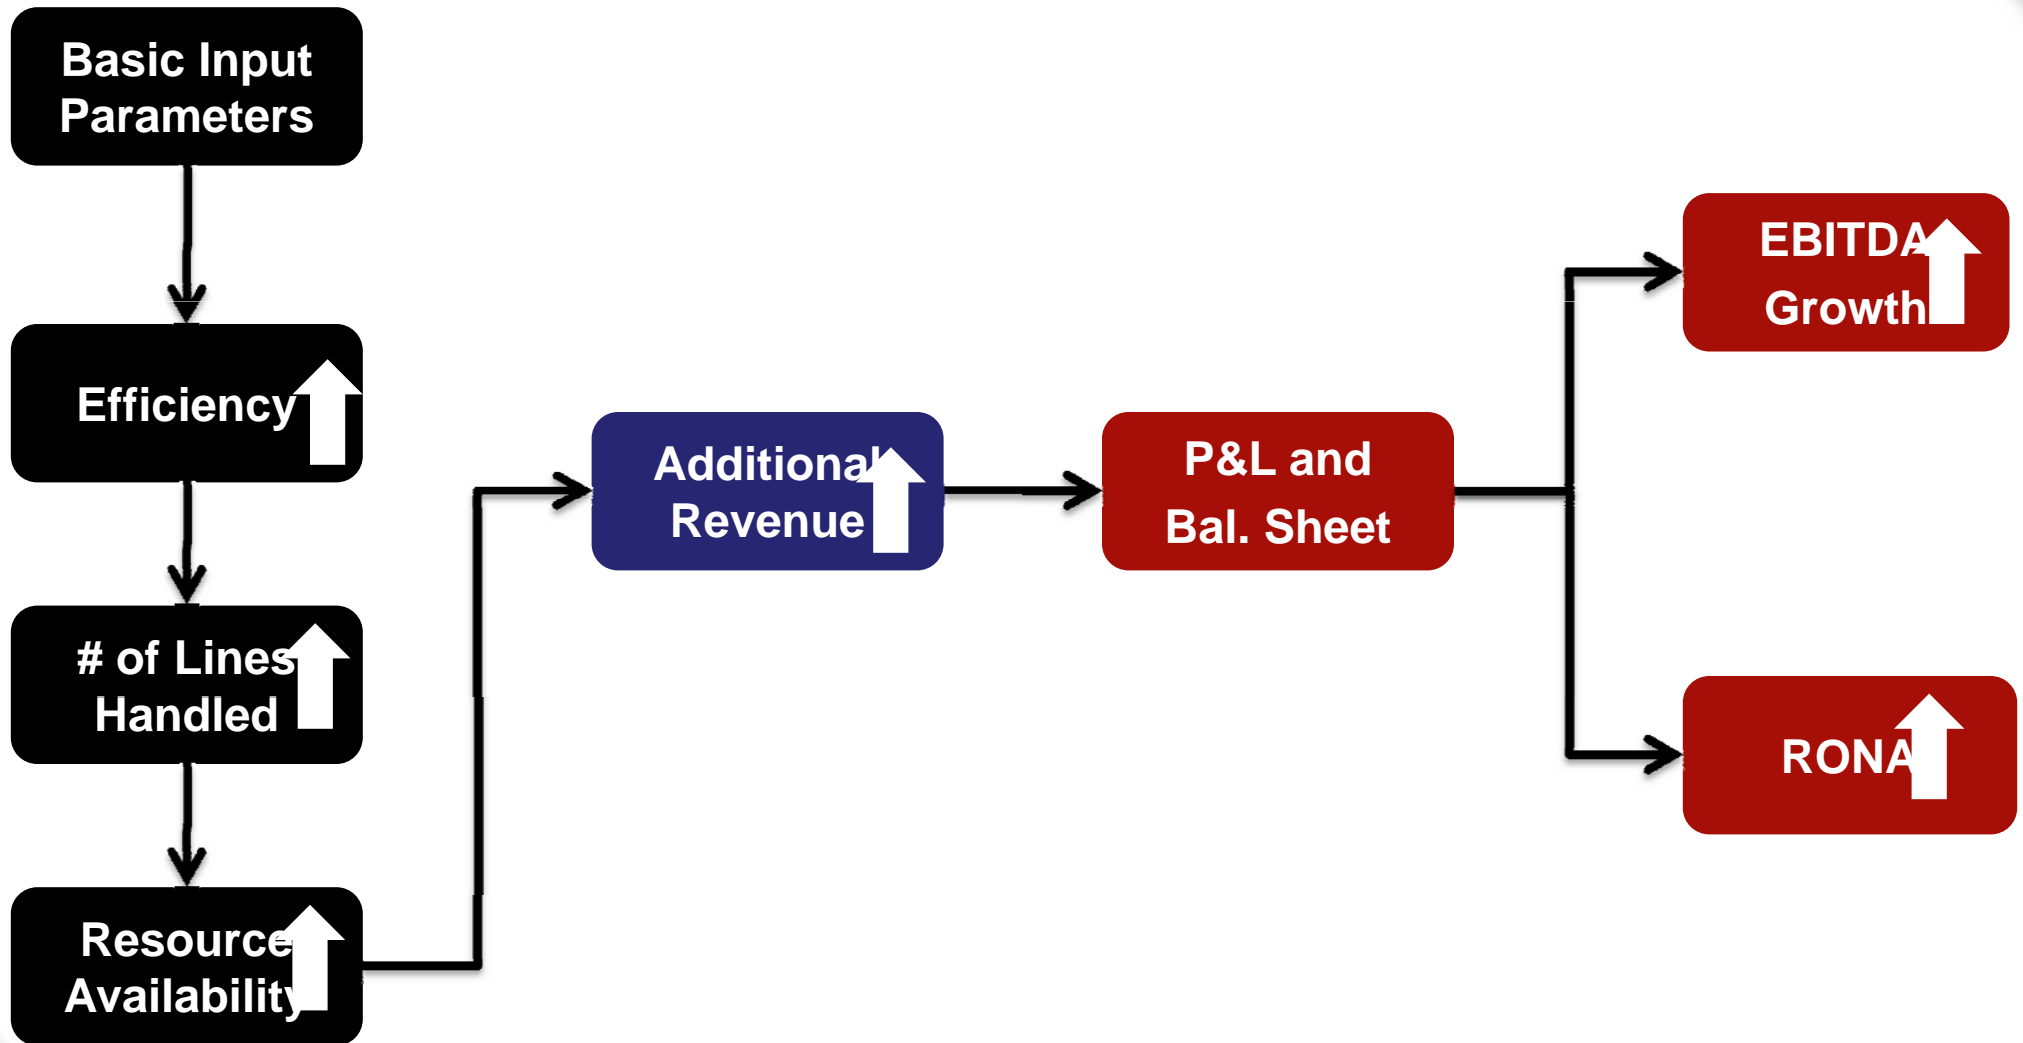 Basic Input
Parameters
Efficiency
# of Lines
Handled
Resource
Availability
Additional
Revenue
P&L and
Bal. Sheet
EBITDA
Growth
RONA